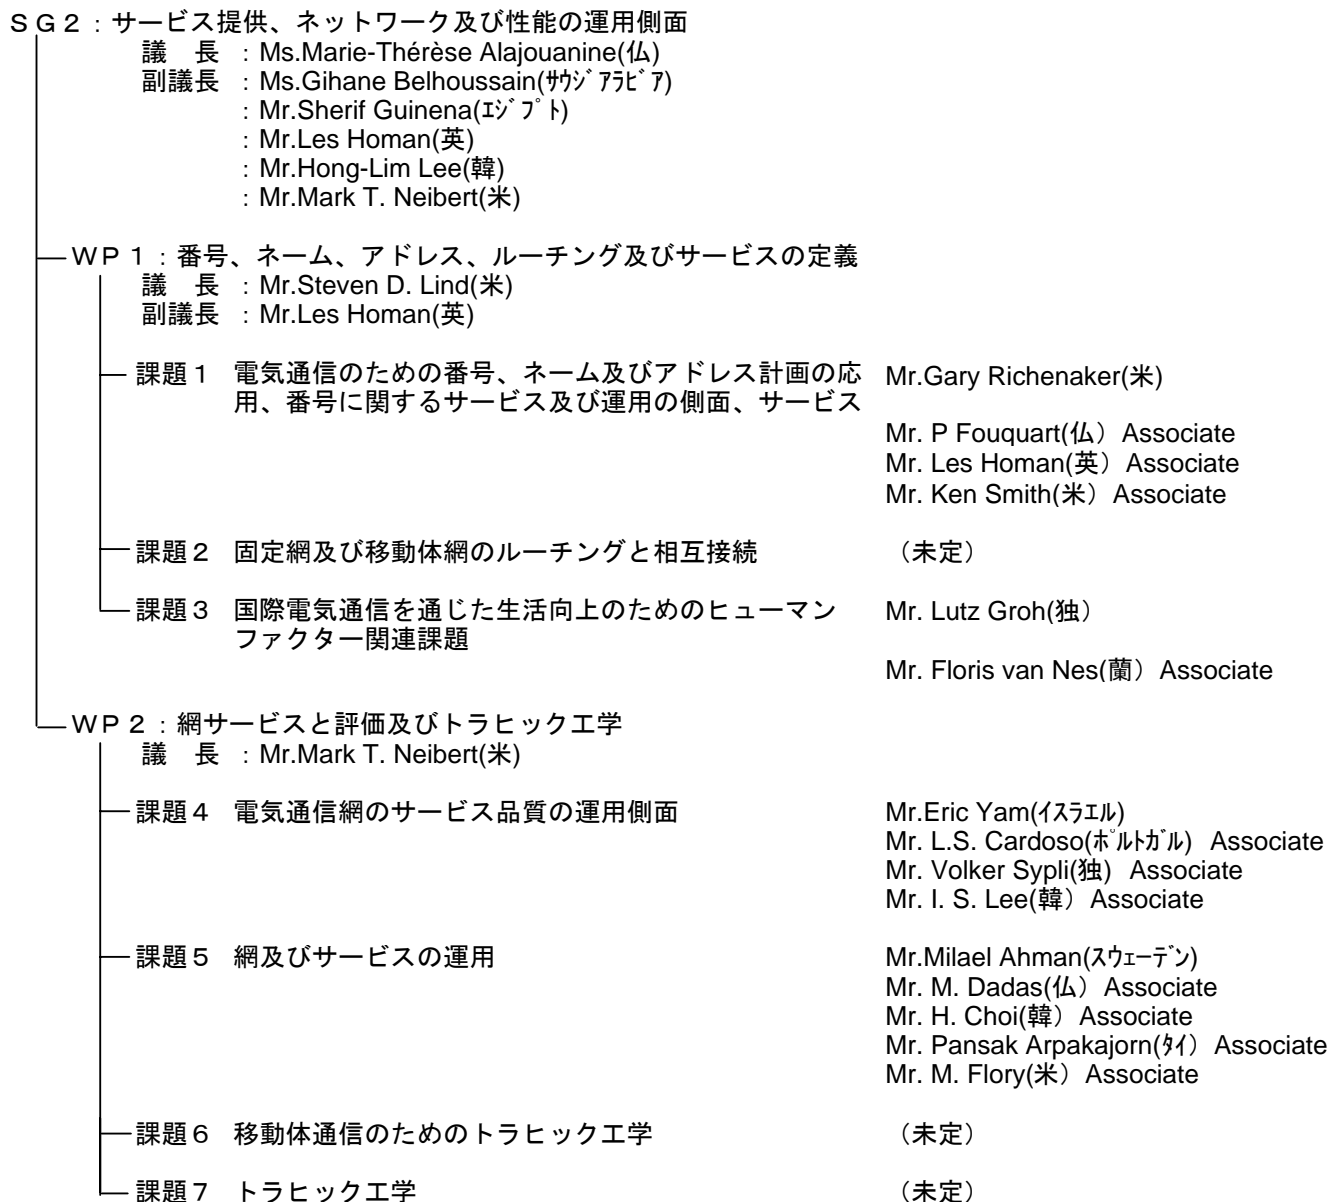 ＳＧ２：サービス提供、ネットワーク及び性能の運用側面
議　長　：Ms.Marie-Thérèse Alajouanine(仏)
副議長　：Ms.Gihane Belhoussain(ｻｳｼﾞｱﾗﾋﾞｱ)
：Mr.Sherif Guinena(ｴｼﾞﾌﾟﾄ)
：Mr.Les Homan(英)
：Mr.Hong-Lim Lee(韓)
：Mr.Mark T. Neibert(米)
ＷＰ１：番号、ネーム、アドレス、ルーチング及びサービスの定義
議　長　：Mr.Steven D. Lind(米)
副議長　：Mr.Les Homan(英)
課題１　電気通信のための番号、ネーム及びアドレス計画の応　Mr.Gary Richenaker(米)
用、番号に関するサービス及び運用の側面、サービス
Mr. P Fouquart(仏）Associate
Mr. Les Homan(英）Associate
Mr. Ken Smith(米）Associate
課題２　固定網及び移動体網のルーチングと相互接続　（未定）
課題３　国際電気通信を通じた生活向上のためのヒューマン　Mr. Lutz Groh(独）
ファクター関連課題
Mr. Floris van Nes(蘭）Associate
ＷＰ２：網サービスと評価及びトラヒック工学
議　長　：Mr.Mark T. Neibert(米)
課題４　電気通信網のサービス品質の運用側面　Mr.Eric Yam(ｲｽﾗｴﾙ)
Mr. L.S. Cardoso(ﾎﾟﾙﾄｶﾞﾙ) Associate
Mr. Volker Sypli(独) Associate
Mr. I. S. Lee(韓）Associate
課題５　網及びサービスの運用　Mr.Milael Ahman(ｽｳｪｰﾃﾞﾝ)
Mr. M. Dadas(仏）Associate
Mr. H. Choi(韓）Associate
Mr. Pansak Arpakajorn(ﾀｲ）Associate
Mr. M. Flory(米）Associate
課題６　移動体通信のためのトラヒック工学　（未定）
課題７　トラヒック工学　（未定）